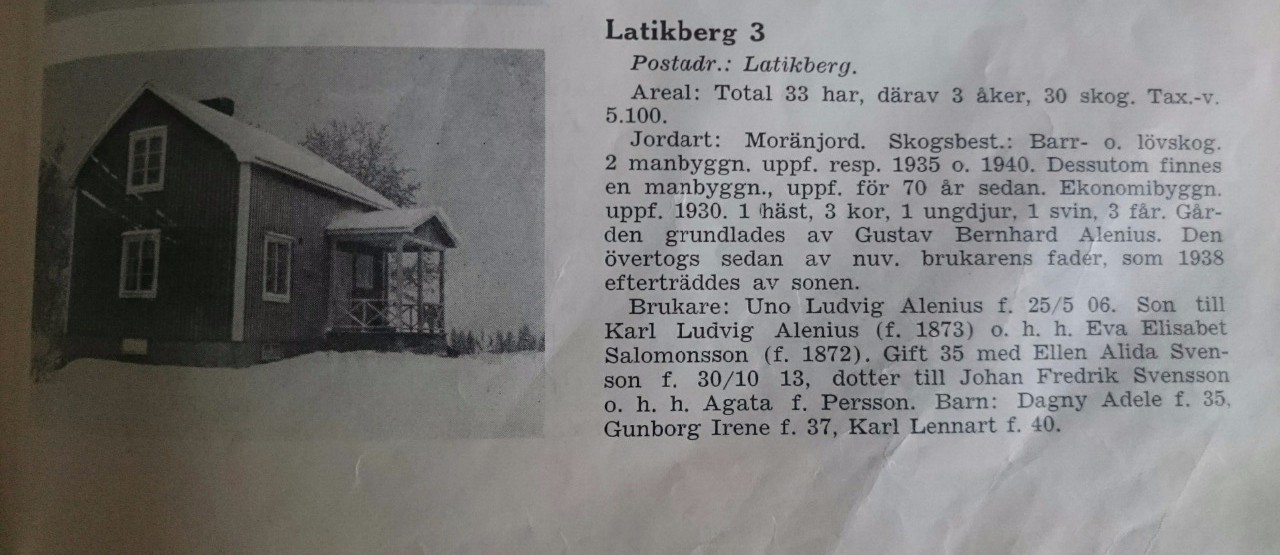 Latikberg 3
Postadr.: Latikberg.
Areal: Total 33 har, därav 3 åker, 30 skog. Tax.-v.
5.100.
Jordart: Moränjord. Skogsbest.: Barr- o. lövskog.
2 manbyggn. uppf. resp. 1935 o. 1940. Dessutom finnes
en manbyggn., uppf. för 70 år sedan. Ekonomibyggn.
uppf. 1930. 1 häst, 3 kor, 1 ungdjur, 1 svin, 3 får. Går-
den grundlades av Gustav Bernhard Alenius. Den
övertogs sedan av nuv. brukarens fader, som 1938
efterträddes av sonen.
Brukare: Uno Ludvig Alenius f. 25/5 06. Son till
Karl Ludvig Alenius (f. 1873) o. h. h. Eva Elisabet
Salomonsson (f. 1872). Gift 35 med Ellen Alida Sven-
son f. 30/10 13, dotter till Johan Fredrik Svensson
o. h. h. Agata f. Persson. Barn: Dagny Adele f. 35,
Gunborg Irene f. 37, Karl Lennart f. 40.